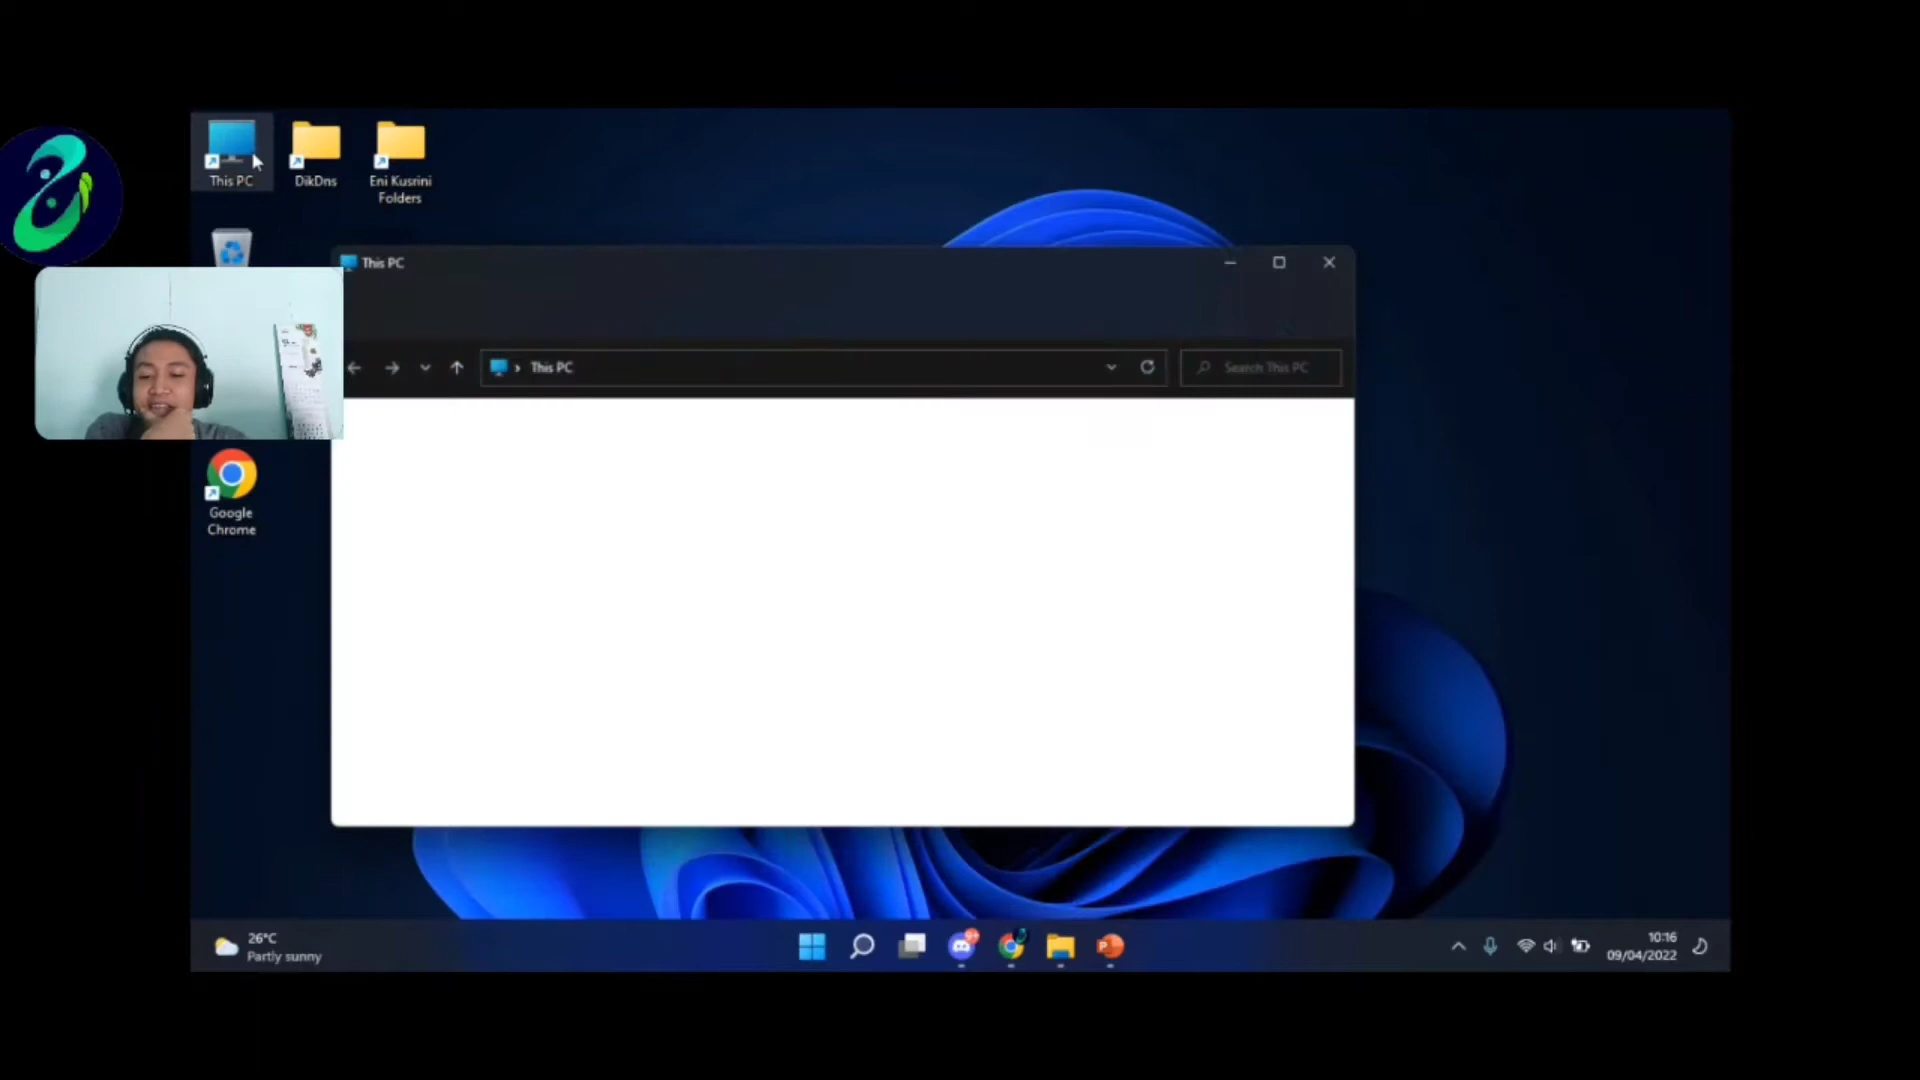 This PC
DikDns
Eni Kusrini
Folders
This PC
This PC
Search This PC
Google
Chrome
26°C
Partly sunny
9+
10:16
09/04/2022